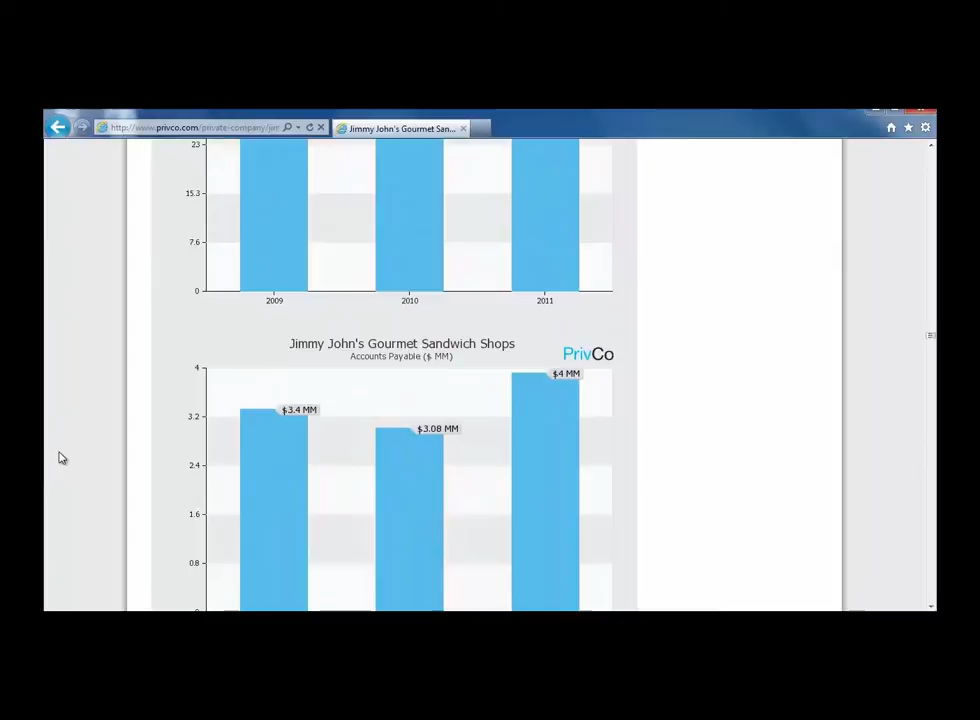 http://www.privco.com/private-company/jim
Jimmy John's Gourmet San...
23
15.3
7.6
0
2009 2010 2011
Jimmy John's Gourmet Sandwich Shops
Accounts Payable ($ MM)
PrivCo
4
$4 MM
$3.4 MM
3.2
$3.08 MM
2.4
1.6
0.8